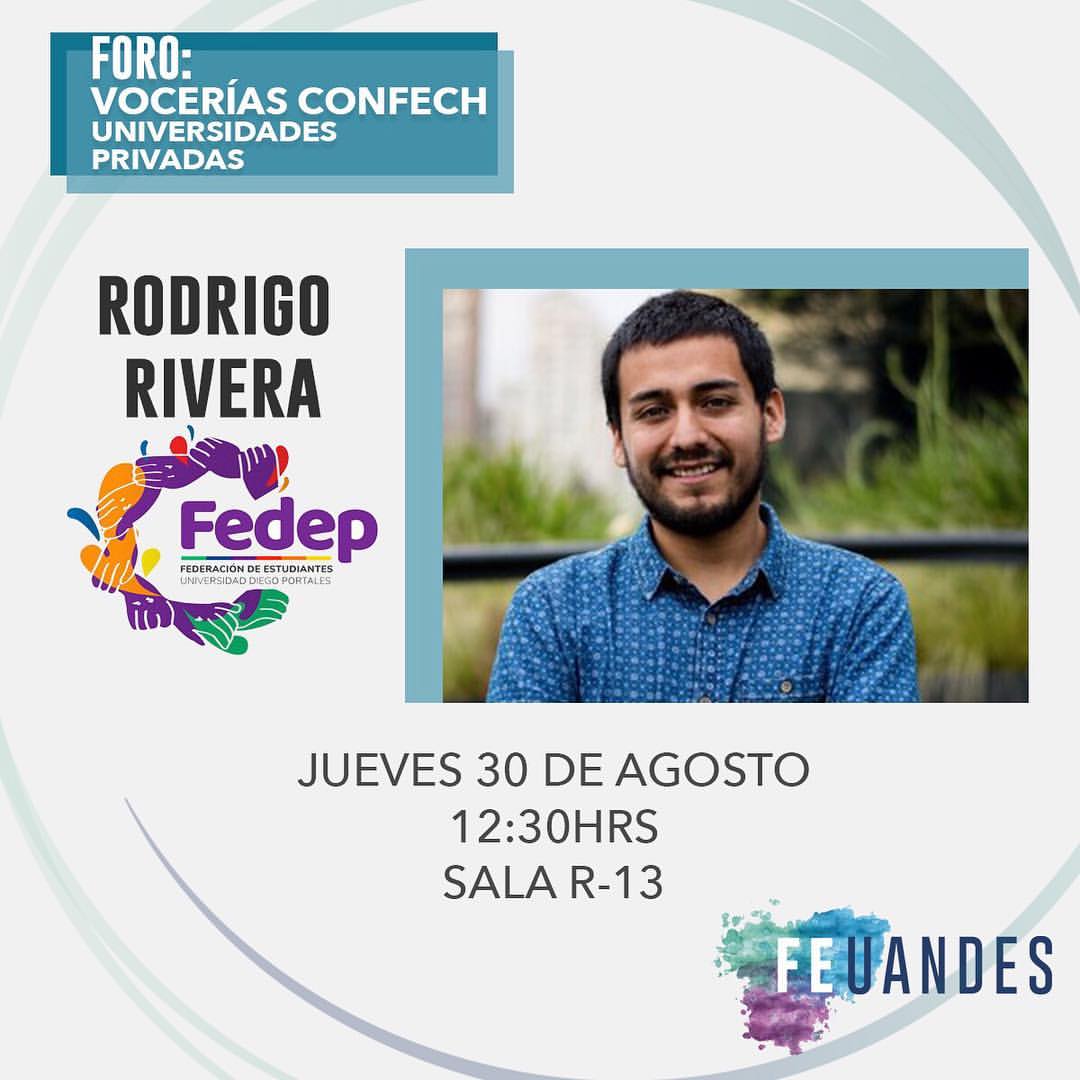 FORO:
VOCERÍAS CONFECH
UNIVERSIDADES
PRIVADAS
RODRIGO
RIVERA
Fedep
FEDERACIÓN DE ESTUDIANTES
UNIVERSIDAD DIEGO PORTALES
JUEVES 30 DE AGOSTO
12:30HRS
SALA R-13
FEUANDES